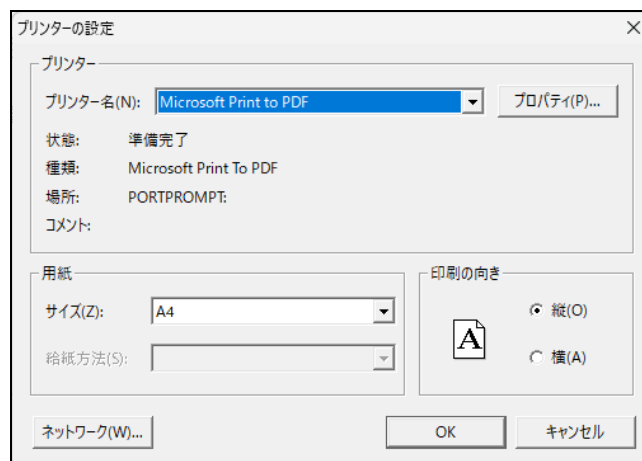 プリンターの設定
プリンター
プリンター名(N): Microsoft Print to PDF プロパティ(P)...
状態: 準備完了
種類: Microsoft Print To PDF
場所: PORTPROMPT:
コメント:
用紙
サイズ(Z): A4
給紙方法(S):
印刷の向き
A
縦(O)
横(A)
ネットワーク(W)... OK キャンセル